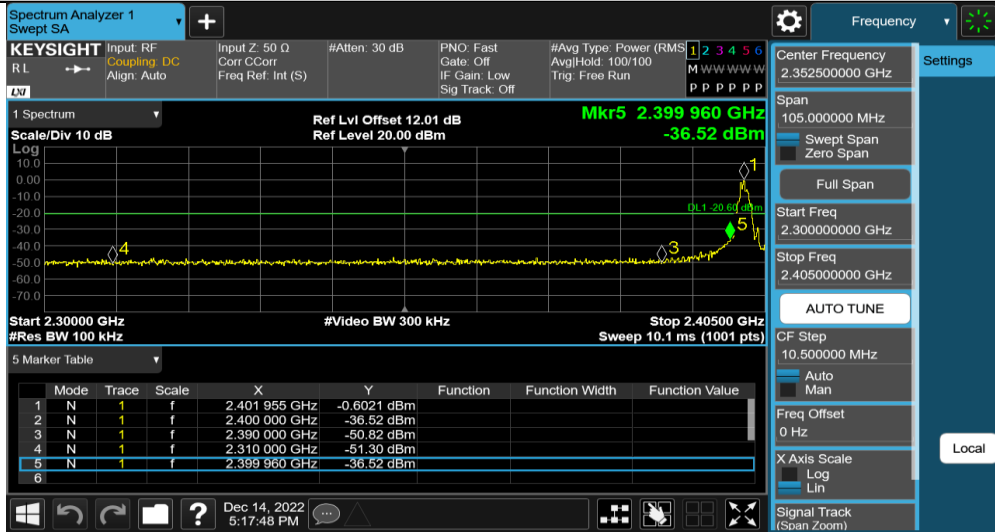 Spectrum Analyzer 1
Swept SA
+
Frequency
KEYSIGHT
RL
LXI
Input: RF
Coupling: DC
Align: Auto
Input Z: 50 Ω
Corr CCorr
Freq Ref: Int (S)
#Atten: 30 dB
PNO: Fast
Gate: Off
IF Gain: Low
Sig Track: Off
#Avg Type: Power (RMS
Avg|Hold: 100/100
Trig: Free Run
1 2 3 4 5 6
M W W W W W
P P P P P P
1 Spectrum
Scale/Div 10 dB
Ref Lvl Offset 12.01 dB
Ref Level 20.00 dBm
Mkr5 2.399 960 GHz
-36.52 dBm
Log
10.0
0.00
-10.0
-20.0
-30.0
-40.0
-50.0
-60.0
-70.0
DL1 -20.60 dBm
1
5
3
4
Start 2.30000 GHz
#Video BW 300 kHz
Stop 2.40500 GHz
#Res BW 100 kHz
Sweep 10.1 ms (1001 pts)
5 Marker Table
Mode Trace Scale X Y Function Function Width Function Value
1 N 1 f 2.401 955 GHz -0.6021 dBm
2 N 1 f 2.400 000 GHz -36.52 dBm
3 N 1 f 2.390 000 GHz -50.82 dBm
4 N 1 f 2.310 000 GHz -51.30 dBm
5 N 1 f 2.399 960 GHz -36.52 dBm
6
?
Dec 14, 2022
5:17:48 PM
Center Frequency
2.352500000 GHz
Span
105.000000 MHz
Swept Span
Zero Span
Full Span
Start Freq
2.300000000 GHz
Stop Freq
2.405000000 GHz
AUTO TUNE
CF Step
10.500000 MHz
Auto
Man
Freq Offset
0 Hz
X Axis Scale
Log
Lin
Signal Track
(Span Zoom)
Settings
Local